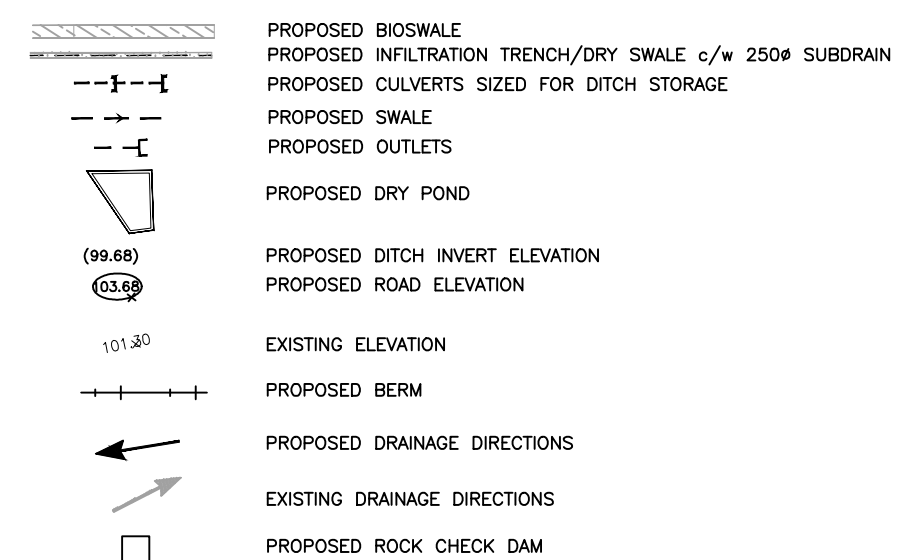 PROPOSED BIOSWALE
PROPOSED INFILTRATION TRENCH/DRY SWALE c/w 250ø SUBDRAIN
PROPOSED CULVERTS SIZED FOR DITCH STORAGE
PROPOSED SWALE
PROPOSED OUTLETS
PROPOSED DRY POND
(99.68) PROPOSED DITCH INVERT ELEVATION
103.68 PROPOSED ROAD ELEVATION
101.30 EXISTING ELEVATION
PROPOSED BERM
PROPOSED DRAINAGE DIRECTIONS
EXISTING DRAINAGE DIRECTIONS
PROPOSED ROCK CHECK DAM